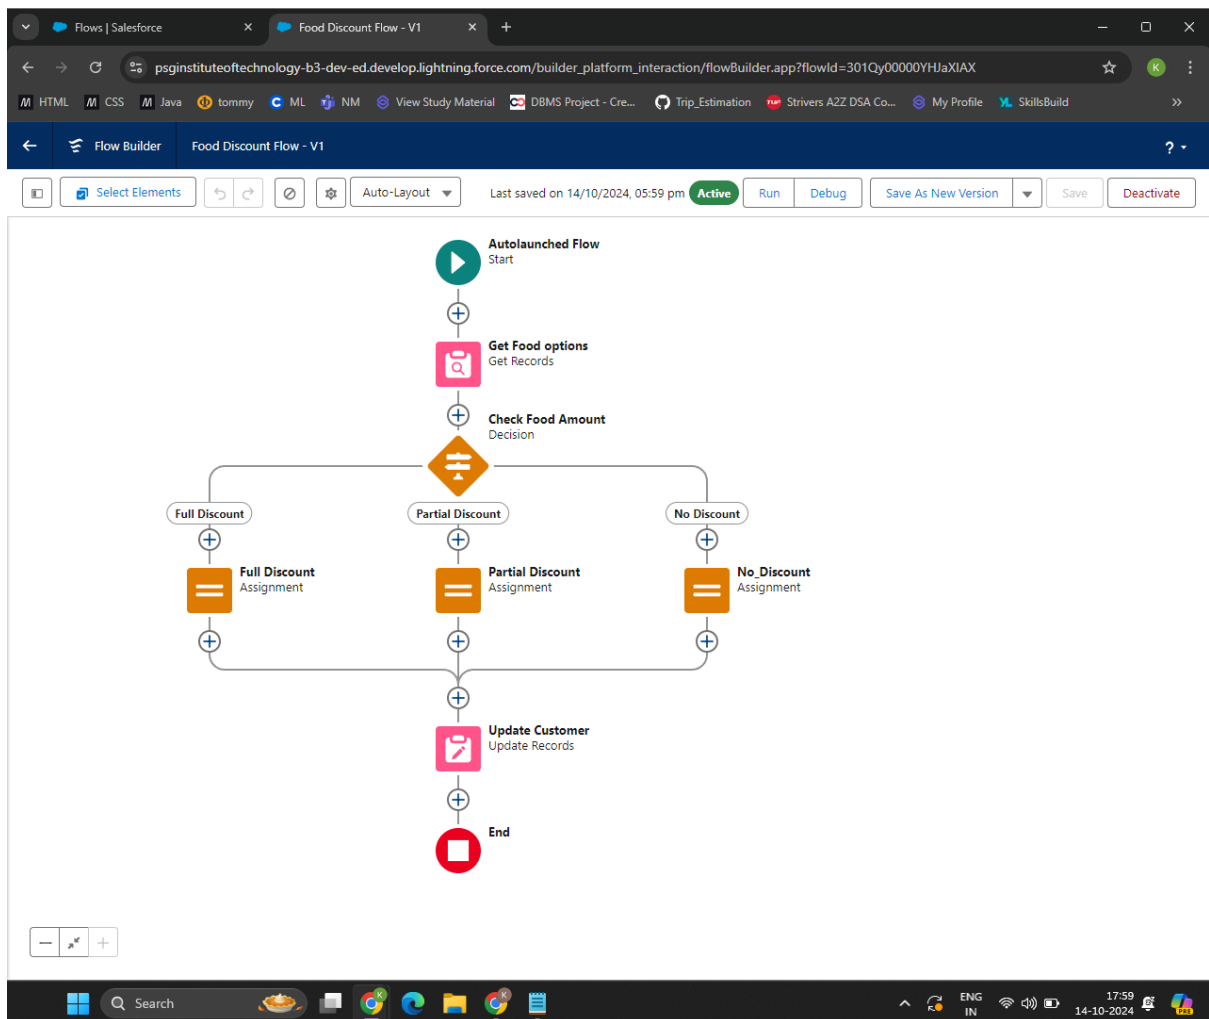 Flows | Salesforce
Food Discount Flow - V1
psginstituteoftechnology-b3-dev-ed.develop.lightning.force.com/builder_platform_interaction/flowBuilder.app?flowId=301Qy00000YHJaXIAX
K
HTML CSS Java tommy ML NM View Study Material DBMS Project - Cre... Trip_Estimation Strivers A2Z DSA Co... My Profile SkillsBuild
Flow Builder Food Discount Flow - V1 ?
Select Elements Auto-Layout Last saved on 14/10/2024, 05:59 pm Active Run Debug Save As New Version Save Deactivate
Autolaunched Flow
Start
Get Food options
Get Records
Check Food Amount
Decision
Full Discount Partial Discount No Discount
Full Discount
Assignment
Partial Discount
Assignment
No_Discount
Assignment
Update Customer
Update Records
End
Search
ENG
IN
17:59
14-10-2024
PRE